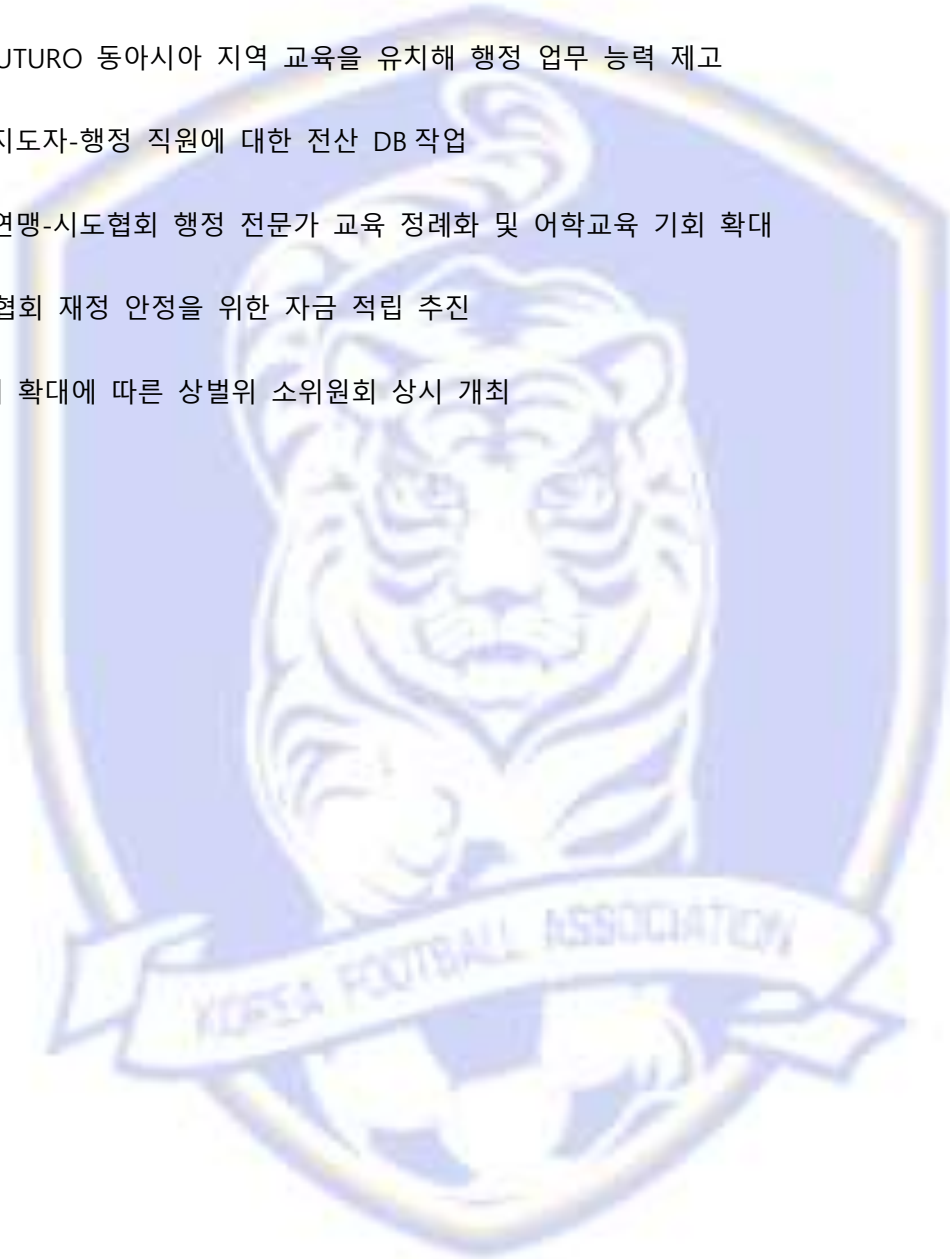 UTURO 동아시아 지역 교육을 유치해 행정 업무 능력 제고
지도자-행정 직원에 대한 전산 DB 작업
연맹-시도협회 행정 전문가 교육 정례화 및 어학교육 기회 확대
협회 재정 안정을 위한 자금 적립 추진
확대에 따른 상벌위 소위원회 상시 개최
KOREA FOOTBALL ASSOCIATION